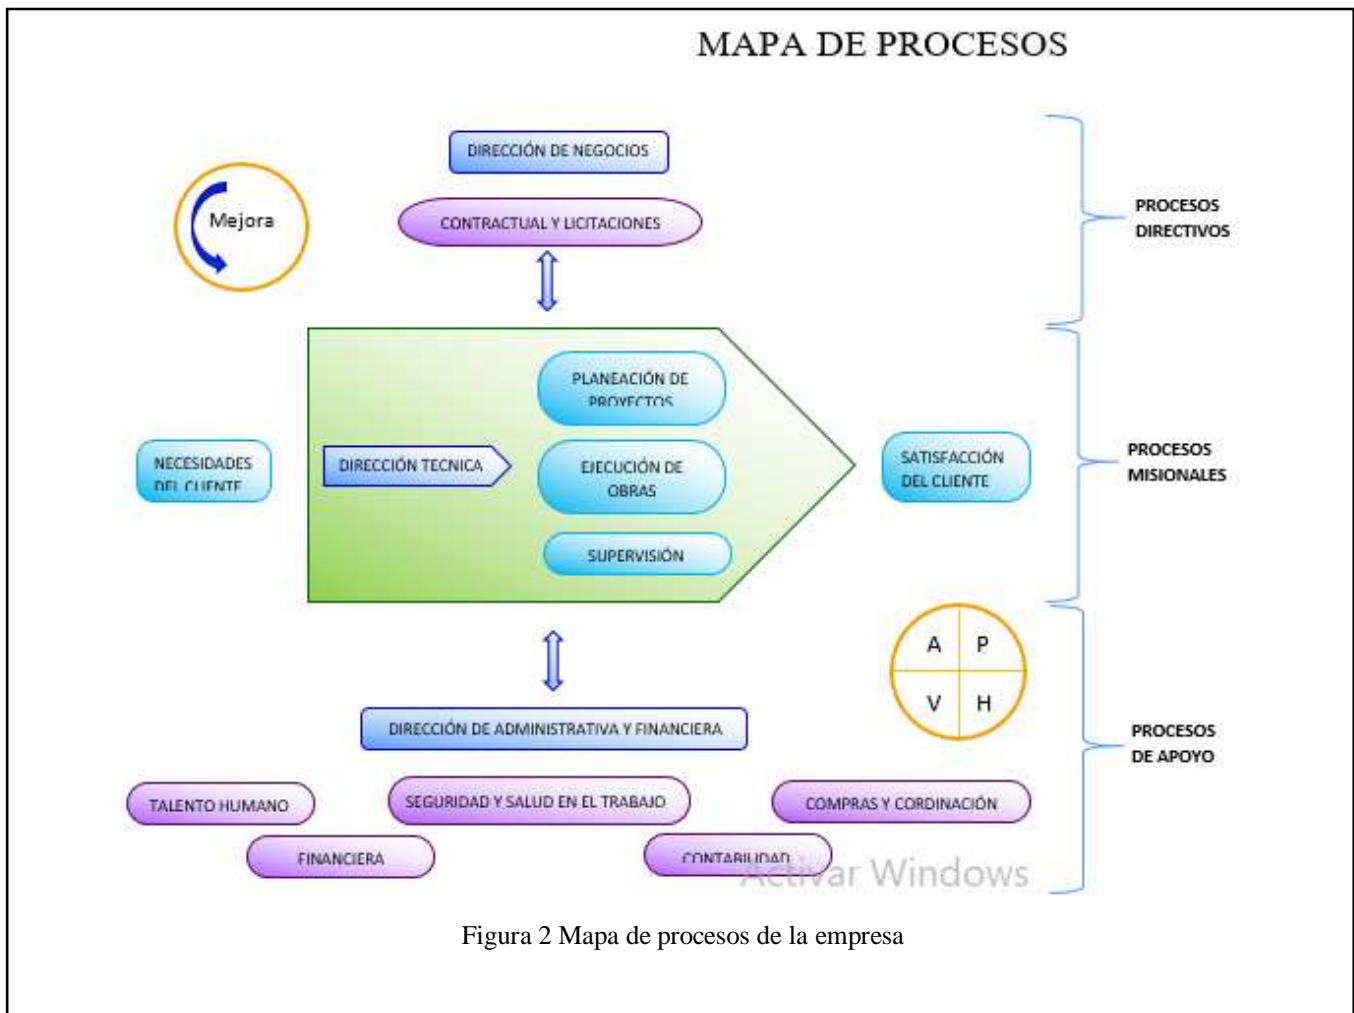 MAPA DE PROCESOS
DIRECCIÓN DE NEGOCIOS
Mejora
CONTRACTUAL Y LICITACIONES
PROCESOS
DIRECTIVOS
PLANEACIÓN DE
PROYECTOS
NECESIDADES
DEL CLIENTE
DIRECCIÓN TECNICA
EJECUCIÓN DE
OBRAS
SATISFACCIÓN
DEL CLIENTE
PROCESOS
MISIONALES
SUPERVISIÓN
A P
V H
DIRECCIÓN DE ADMINISTRATIVA Y FINANCIERA
PROCESOS
DE APOYO
TALENTO HUMANO
SEGURIDAD Y SALUD EN EL TRABAJO
COMPRAS Y CORDINACIÓN
FINANCIERA
CONTABILIDAD
Activar Windows
Figura 2 Mapa de procesos de la empresa